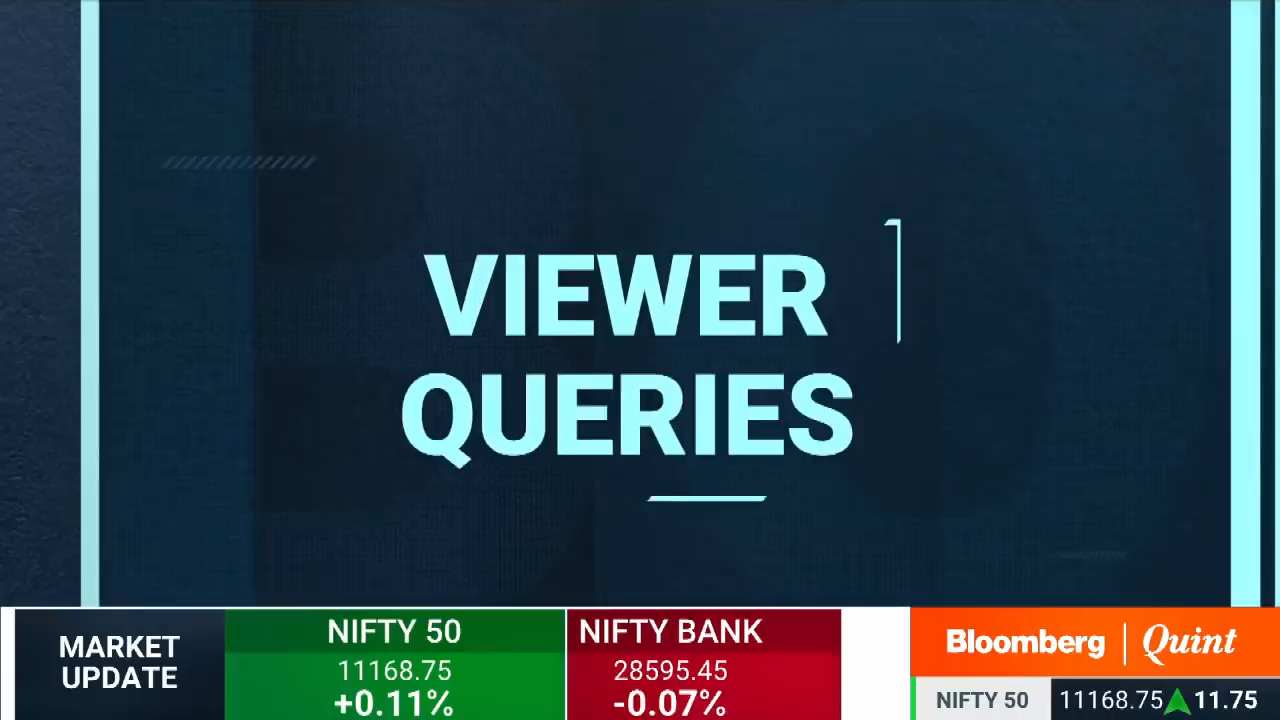 VIEWER
QUERIES
MARKET
UPDATE
NIFTY 50
11168.75
+0.11%
NIFTY BANK
28595.45
-0.07%
Bloomberg | Quint
NIFTY 50 11168.75 ▲ 11.75